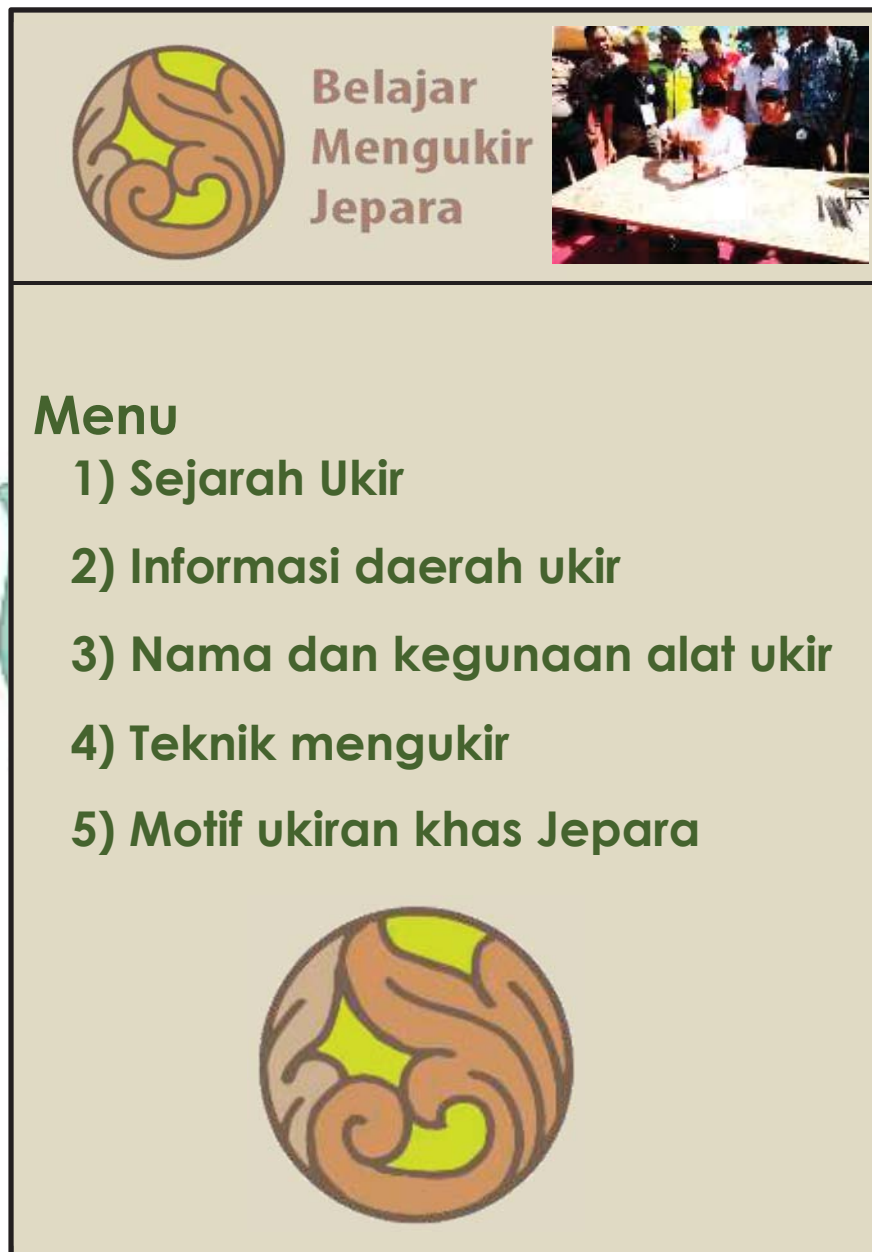 Belajar
Mengukir
Jepara
Menu
1) Sejarah Ukir
2) Informasi daerah ukir
3) Nama dan kegunaan alat ukir
4) Teknik mengukir
5) Motif ukiran khas Jepara